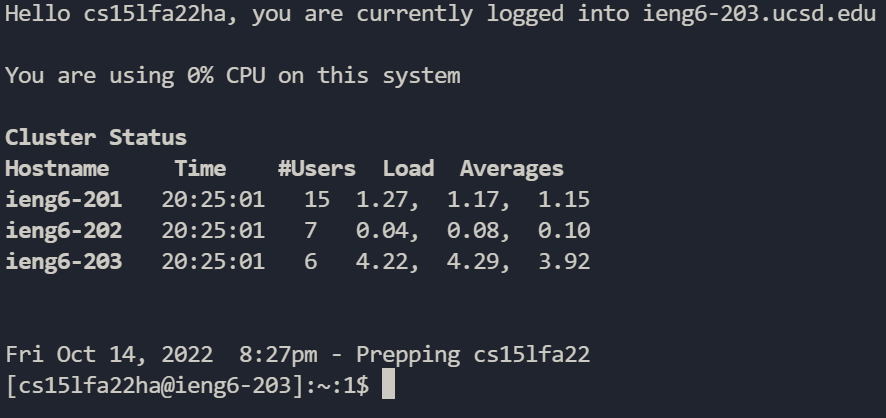 Hello cs15lfa22ha, you are currently logged into ieng6-203.ucsd.edu
You are using 0% CPU on this system
Cluster Status
Hostname     Time    #Users  Load  Averages
ieng6-201   20:25:01   15  1.27,  1.17,  1.15
ieng6-202   20:25:01   7   0.04,  0.08,  0.10
ieng6-203   20:25:01   6   4.22,  4.29,  3.92
Fri Oct 14, 2022  8:27pm - Prepping cs15lfa22
[cs15lfa22ha@ieng6-203]:~:1$